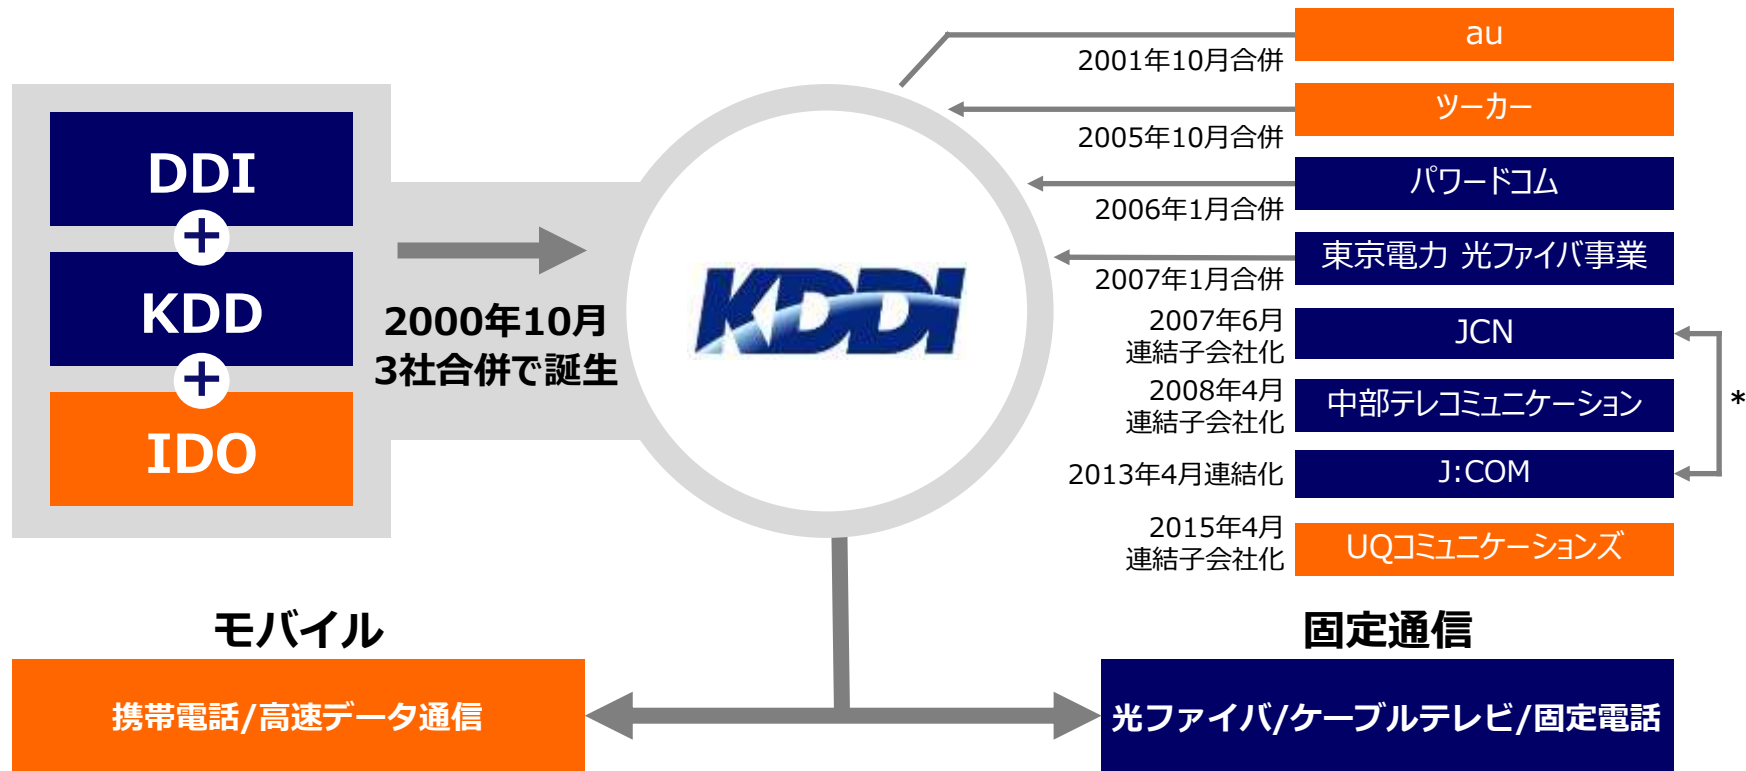 DDI
+
KDD
+
IDO
2000年10月
3社合併で誕生
KDDI
au
2001年10月合併
ツーカー
2005年10月合併
パワードコム
2006年1月合併
東京電力 光ファイバ事業
2007年1月合併
JCN
2007年6月
連結子会社化
中部テレコミュニケーション
2008年4月
連結子会社化
*
J:COM
2013年4月連結化
UQコミュニケーションズ
2015年4月
連結子会社化
モバイル
携帯電話/高速データ通信
固定通信
光ファイバ/ケーブルテレビ/固定電話